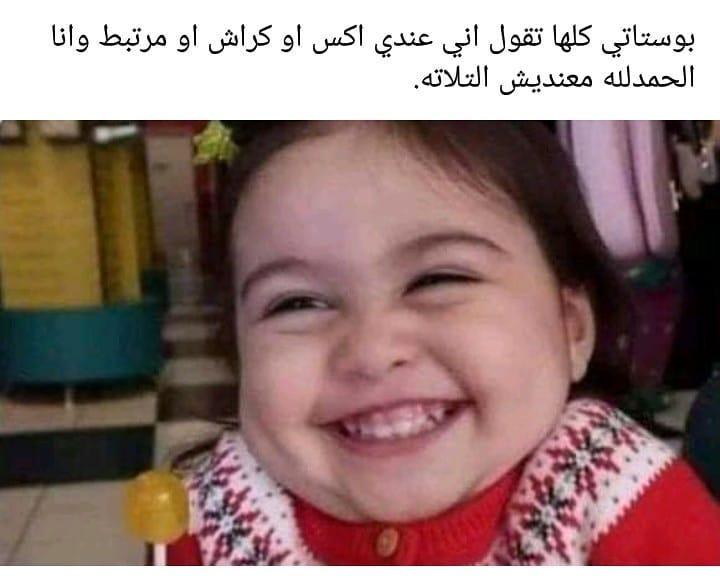 بوستاتي كلها تقول اني عندي اكس او كراش او مرتبط وانا
الحمدلله معنديش التلاته.